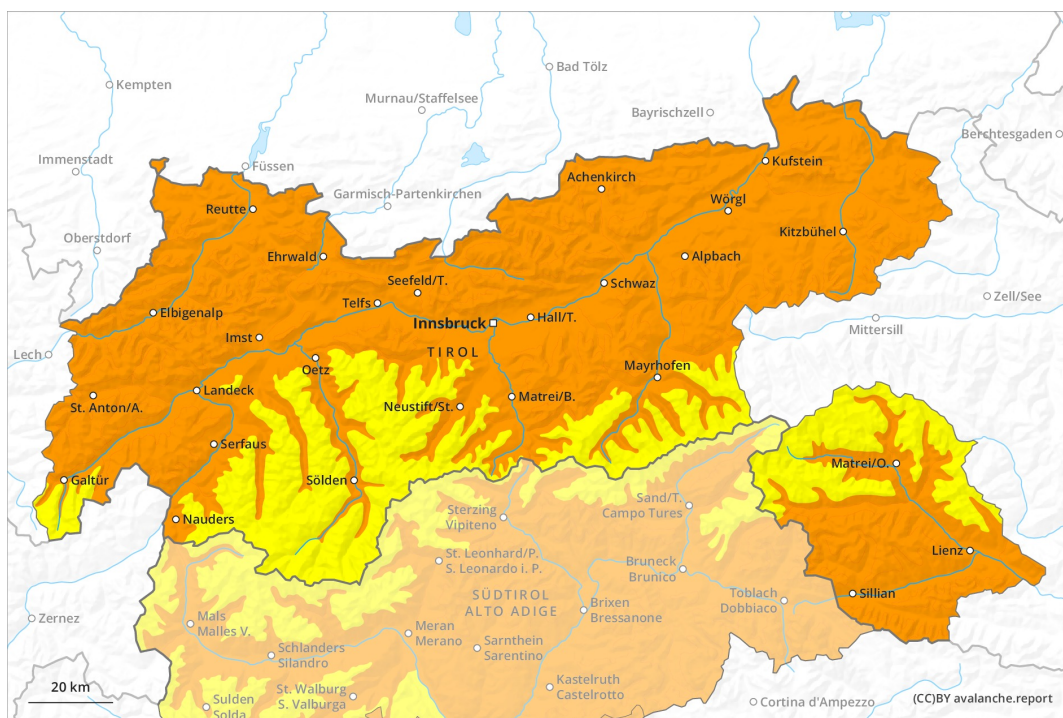 Kempten
Bad Tölz
Murnau/Staffelsee
Bayrischzell
Berchtesgaden
Immenstadt
Füssen
Kufstein
Achenkirch
Garmisch-Partenkirchen
Reutte
Wörgl
Oberstdorf
Kitzbühel
Ehrwald
Alpbach
Seefeld/T.
Schwaz
Zell/See
Telfs
Elbigenalp
Innsbruck
Hall/T.
Mittersill
Imst
Lech
TIROL
Oetz
Mayrhofen
Landeck
St. Anton/A.
Neustift/St.
Matrei/B.
Serfaus
Matrei/O.
Galtür
Sölden
Sand/T.
Campo Tures
Sterzing
Vipiteno
Nauders
Lienz
St. Leonhard/P.
S. Leonardo i. P.
Bruneck
Brunico
SÜDTIROL
ALTO ADIGE
Toblach
Dobbiaco
Sillian
Brixen
Bressanone
Zernez
Mals
Malles V.
Meran
Merano
Sarnthein
Sarentino
Schlanders
Silandro
20 km
Kastelruth
Castelrotto
St. Walburg
S. Valburga
Sulden
Solda
Cortina d'Ampezzo
(CC)BY avalanche.report